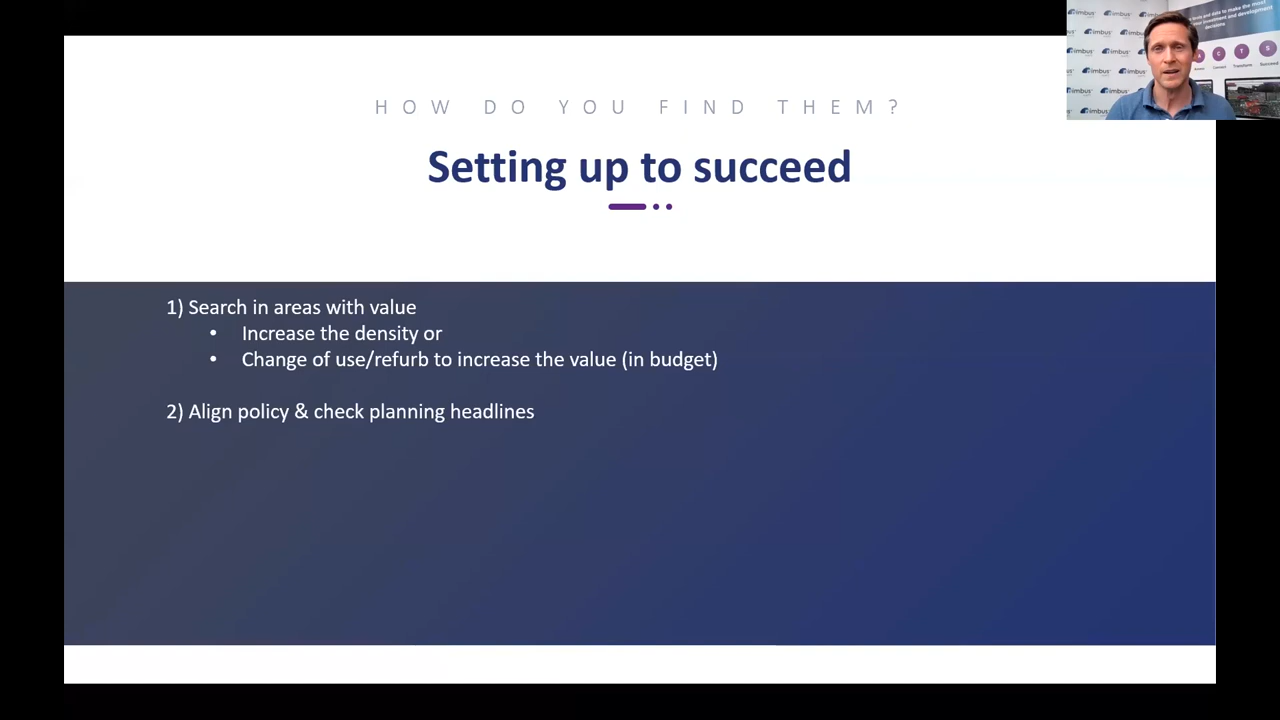 HOW DO YOU FIND THEM?
Setting up to succeed
1) Search in areas with value
• Increase the density or
• Change of use/refurb to increase the value (in budget)
2) Align policy & check planning headlines